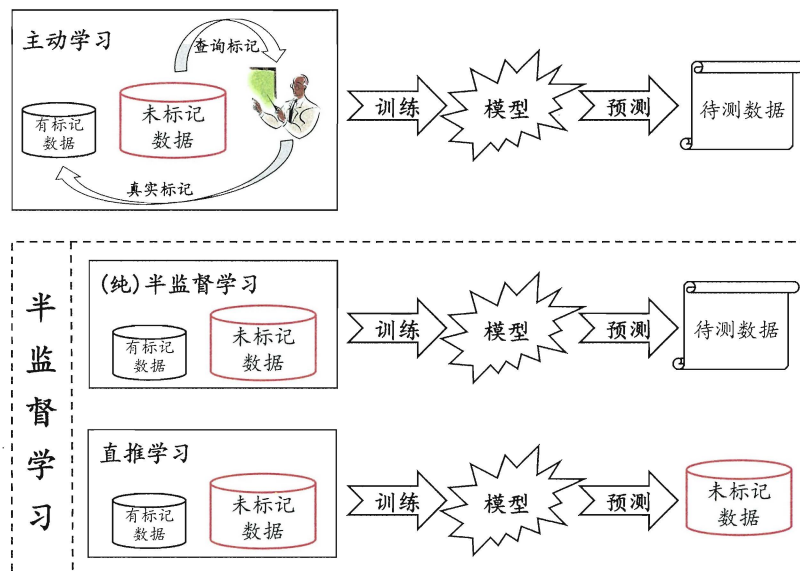 主动学习
查询标记
有标记
数据
未标记
数据
真实标记
训练
模型
预测
待测数据
半监督学习
(纯)半监督学习
有标记
数据
未标记
数据
训练
模型
预测
待测数据
直推学习
有标记
数据
未标记
数据
训练
模型
预测
未标记
数据